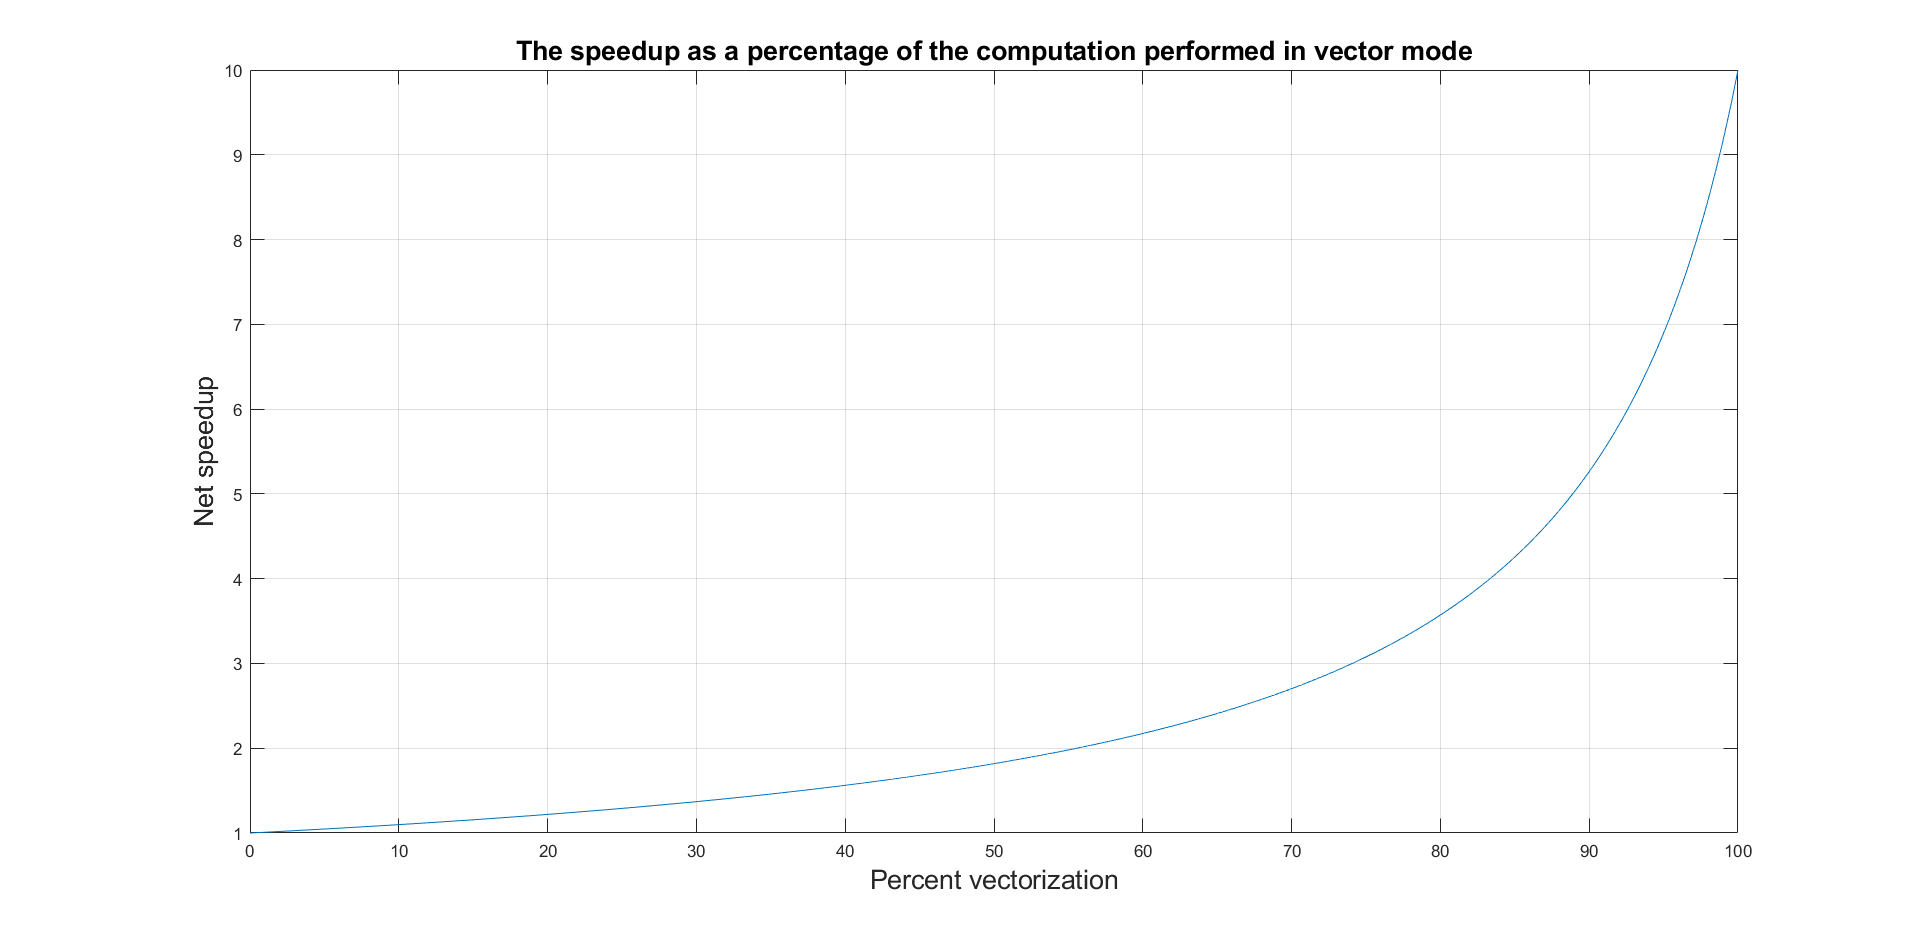 The speedup as a percentage of the computation performed in vector mode
10
9
8
7
6
5
4
3
2
1
Net speedup
0 10 20 30 40 50 60 70 80 90 100
Percent vectorization